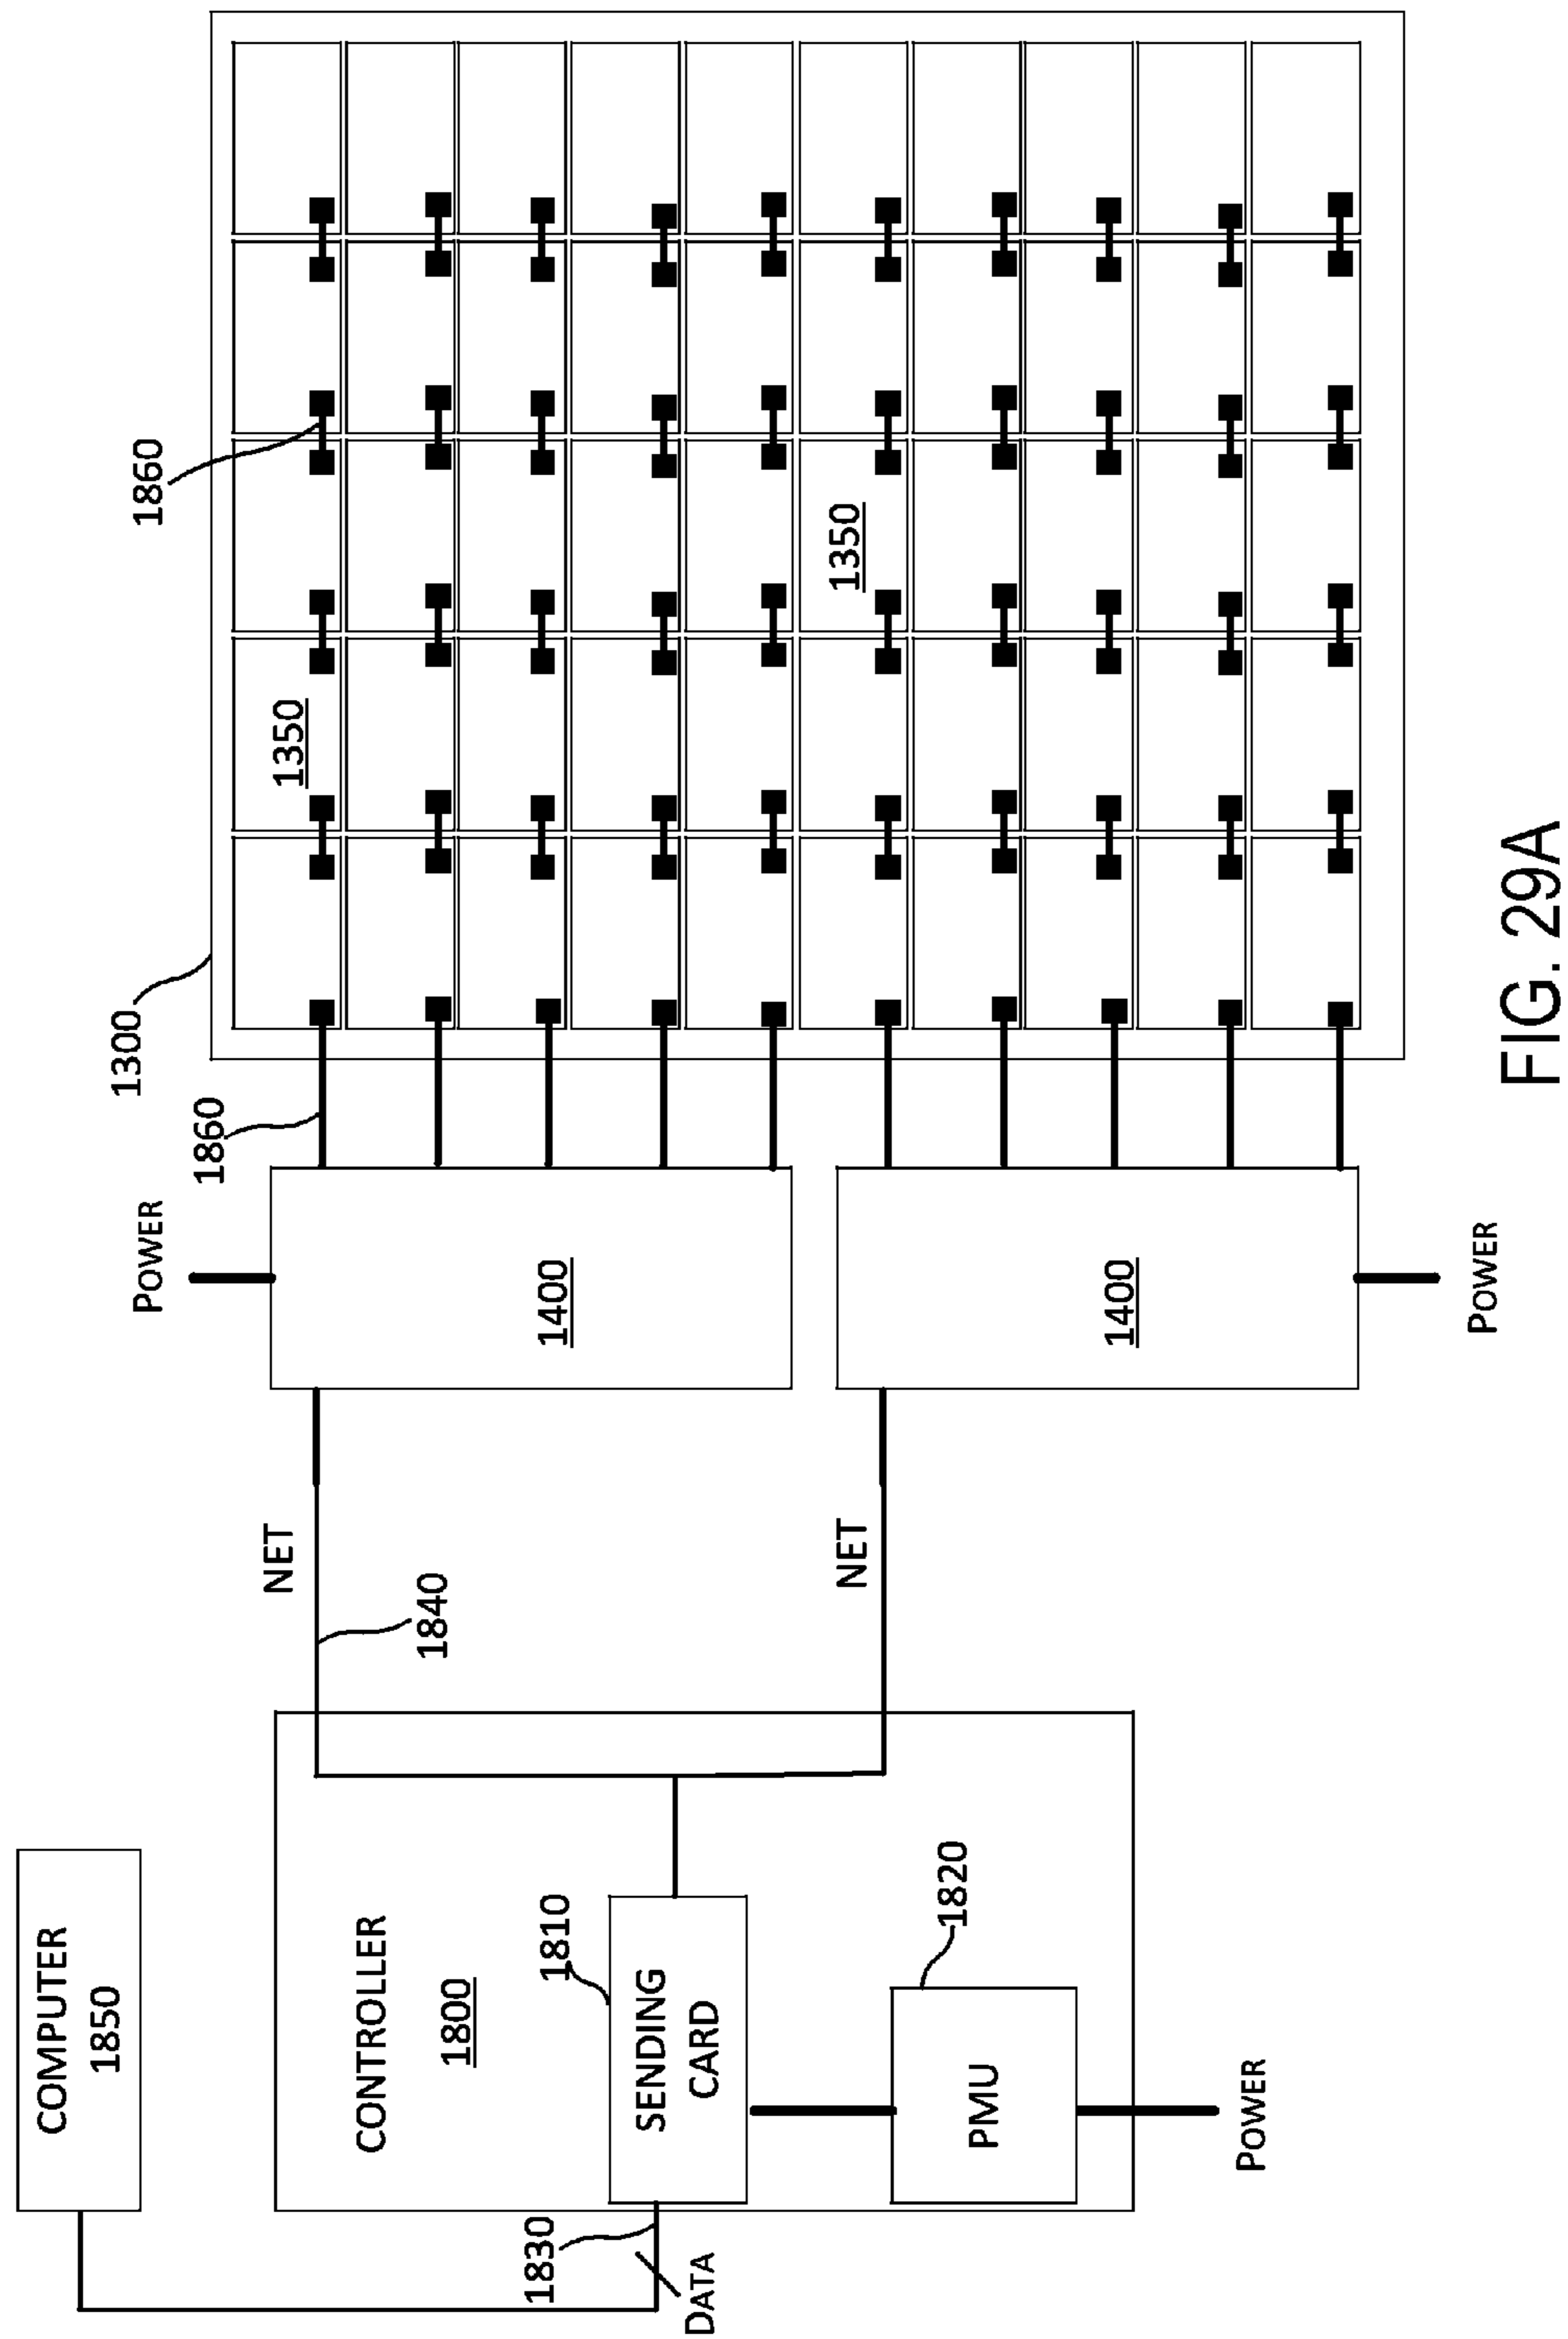 COMPUTER
1850
CONTROLLER
1800
SENDING
CARD
1810
PMU
1820
POWER
1830
DATA
NET
1840
NET
POWER
1400
1400
POWER
1860
1300
1860
1350
1350
FIG. 29A